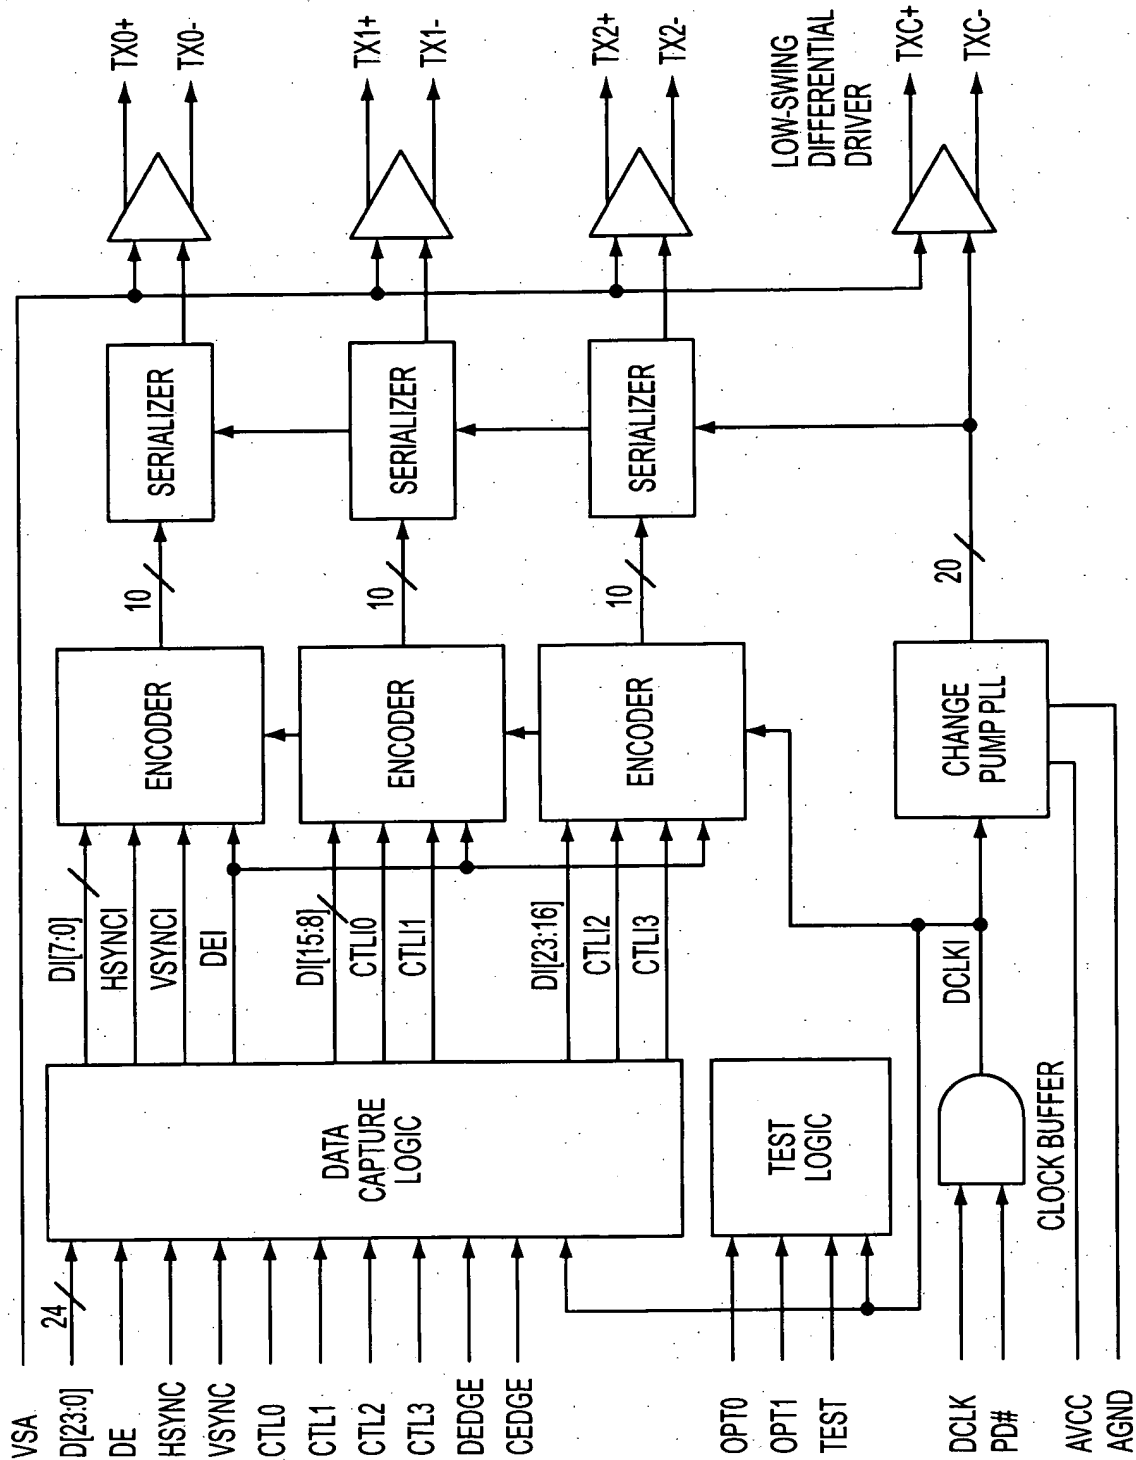 VSA
D[23:0]
DE
HSYNC
VSYNC
CTL0
CTL1
CTL2
CTL3
DEDGE
CEDGE
OPT0
OPT1
TEST
DCLK
PD#
AVCC
AGND
24
DATA
CAPTURE
LOGIC
TEST
LOGIC
CLOCK BUFFER
DI[7:0]
HSYNCI
VSYNCI
DEI
DI[15:8]
CTLI0
CTLI1
DI[23:16]
CTLI2
CTLI3
DCLKI
ENCODER
ENCODER
ENCODER
CHANGE
PUMP PLL
10
10
10
20
SERIALIZER
SERIALIZER
SERIALIZER
LOW-SWING
DIFFERENTIAL
DRIVER
TX0+
TX0-
TX1+
TX1-
TX2+
TX2-
TXC+
TXC-